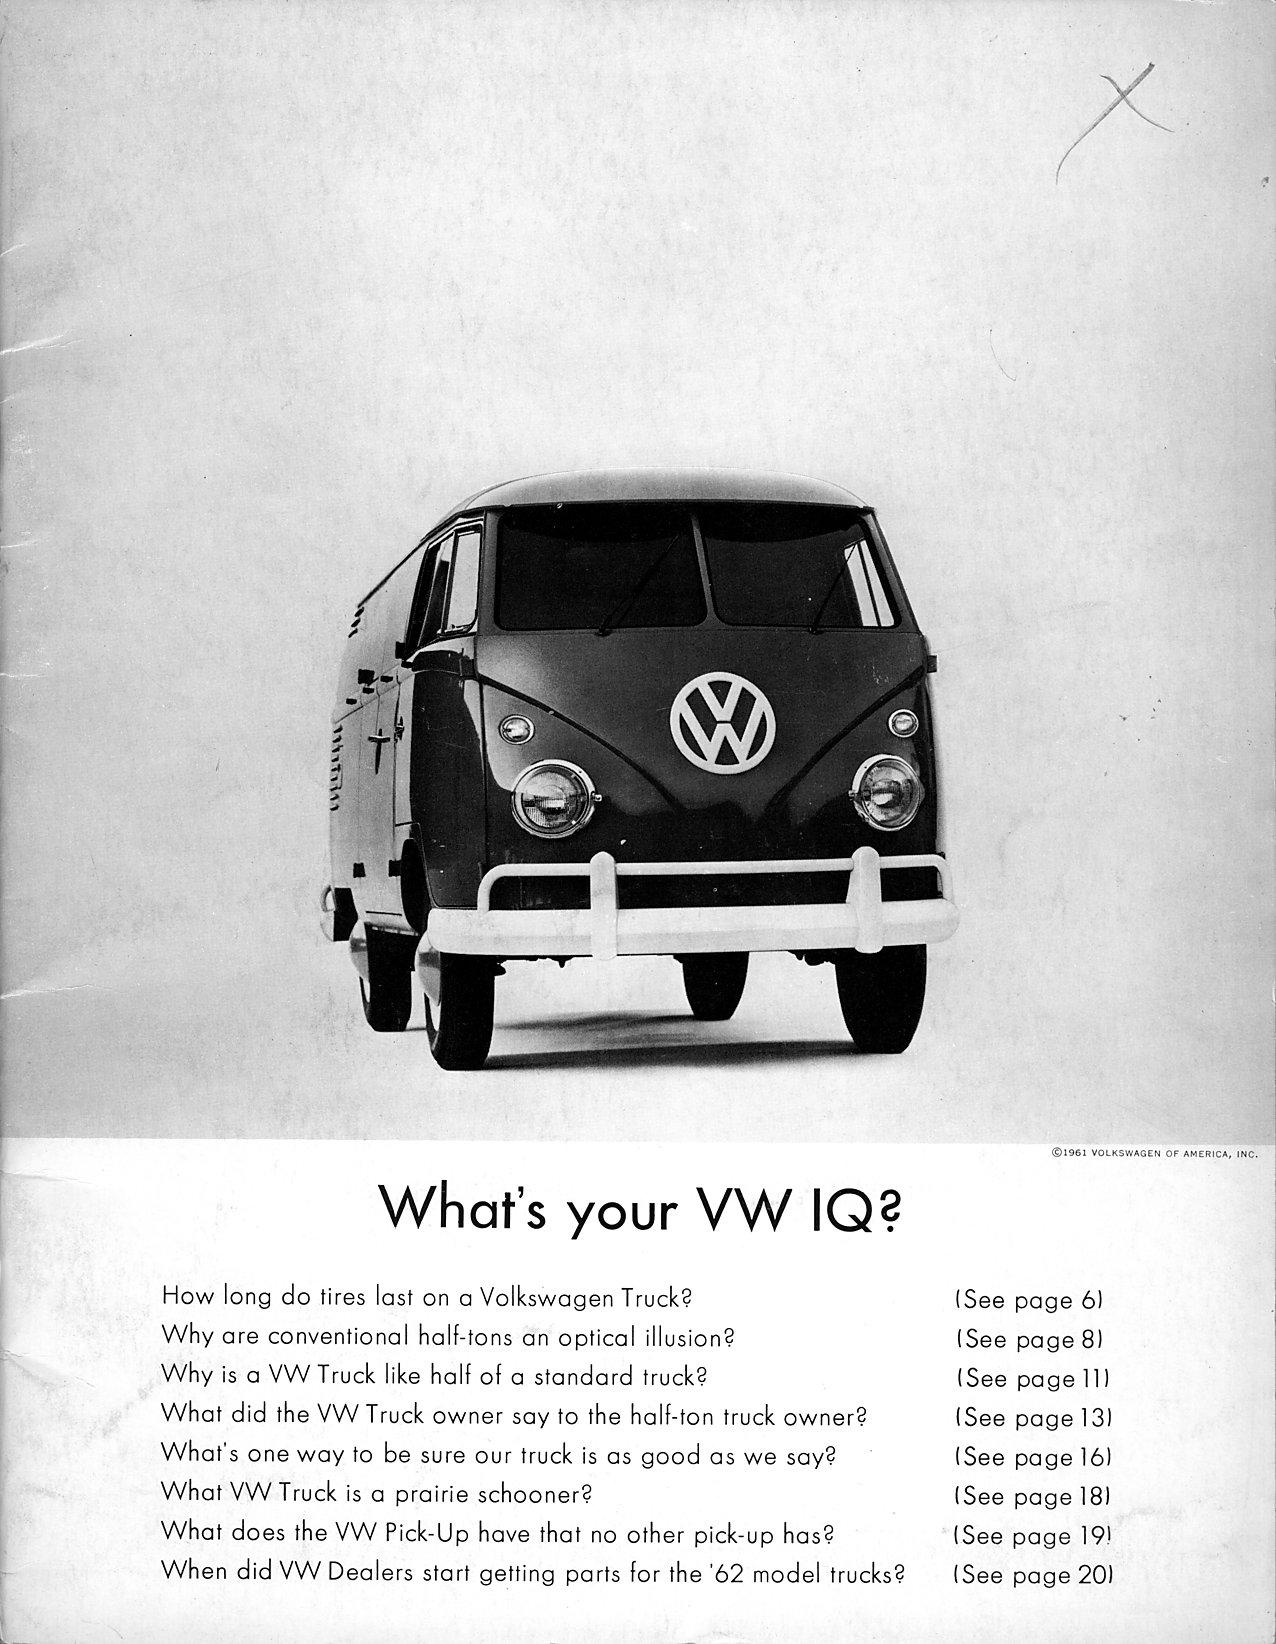 VW
©1961 VOLKSWAGEN OF AMERICA, INC.
What's your VW IQ?
How long do tires last on a Volkswagen Truck? (See page 6)
Why are conventional half-tons an optical illusion? (See page 8)
Why is a VW Truck like half of a standard truck? (See page 11)
What did the VW Truck owner say to the half-ton truck owner? (See page 13)
What's one way to be sure our truck is as good as we say? (See page 16)
What VW Truck is a prairie schooner? (See page 18)
What does the VW Pick-Up have that no other pick-up has? (See page 19)
When did VW Dealers start getting parts for the '62 model trucks? (See page 20)